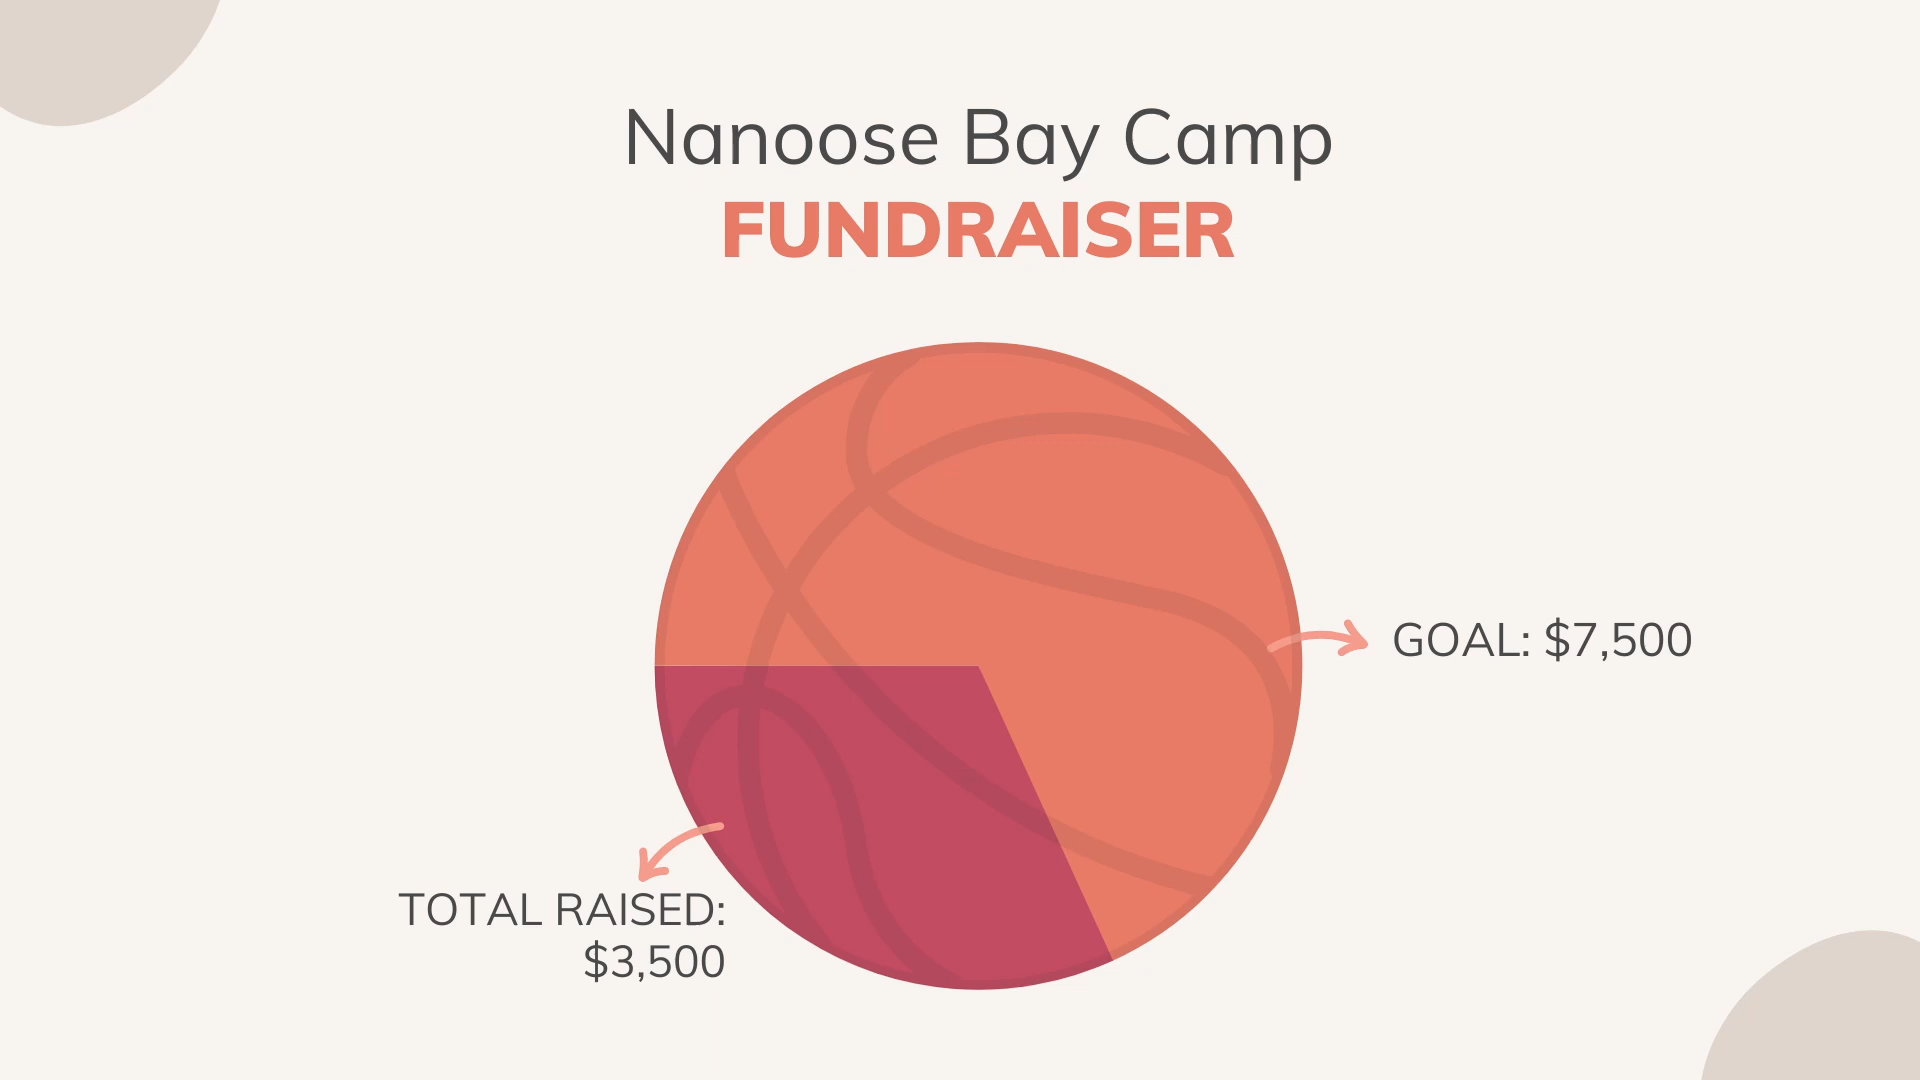 Nanoose Bay Camp
FUNDRAISER
GOAL: $7,500
TOTAL RAISED:
$3,500